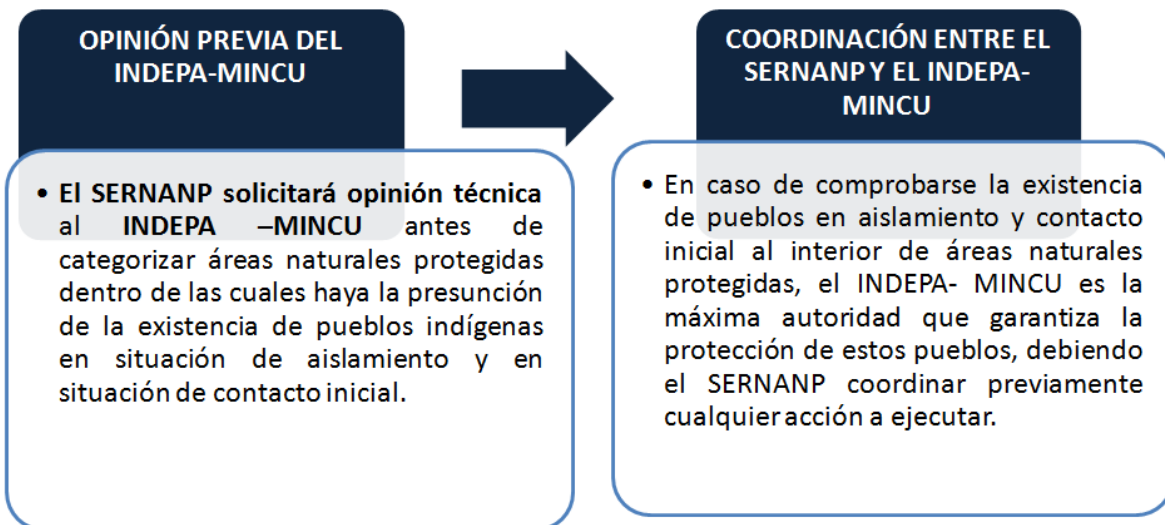 OPINIÓN PREVIA DEL
INDEPA-MINCU
• El SERNANP solicitará opinión técnica
al INDEPA –MINCU antes de
categorizar áreas naturales protegidas
dentro de las cuales haya la presunción
de la existencia de pueblos indígenas
en situación de aislamiento y en
situación de contacto inicial.
COORDINACIÓN ENTRE EL
SERNANP Y EL INDEPA-
MINCU
• En caso de comprobarse la existencia
de pueblos en aislamiento y contacto
inicial al interior de áreas naturales
protegidas, el INDEPA- MINCU es la
máxima autoridad que garantiza la
protección de estos pueblos, debiendo
el SERNANP coordinar previamente
cualquier acción a ejecutar.